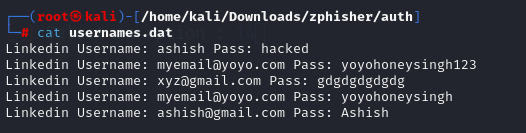 (root㉿kali)-[/home/kali/Downloads/zphisher/auth]
# cat usernames.dat
Linkedin Username: ashish Pass: hacked
Linkedin Username: myemail@yoyo.com Pass: yoyohoneysingh123
Linkedin Username: xyz@gmail.com Pass: gdgdgdgdgdg
Linkedin Username: myemail@yoyo.com Pass: yoyohoneysingh
Linkedin Username: ashish@gmail.com Pass: Ashish